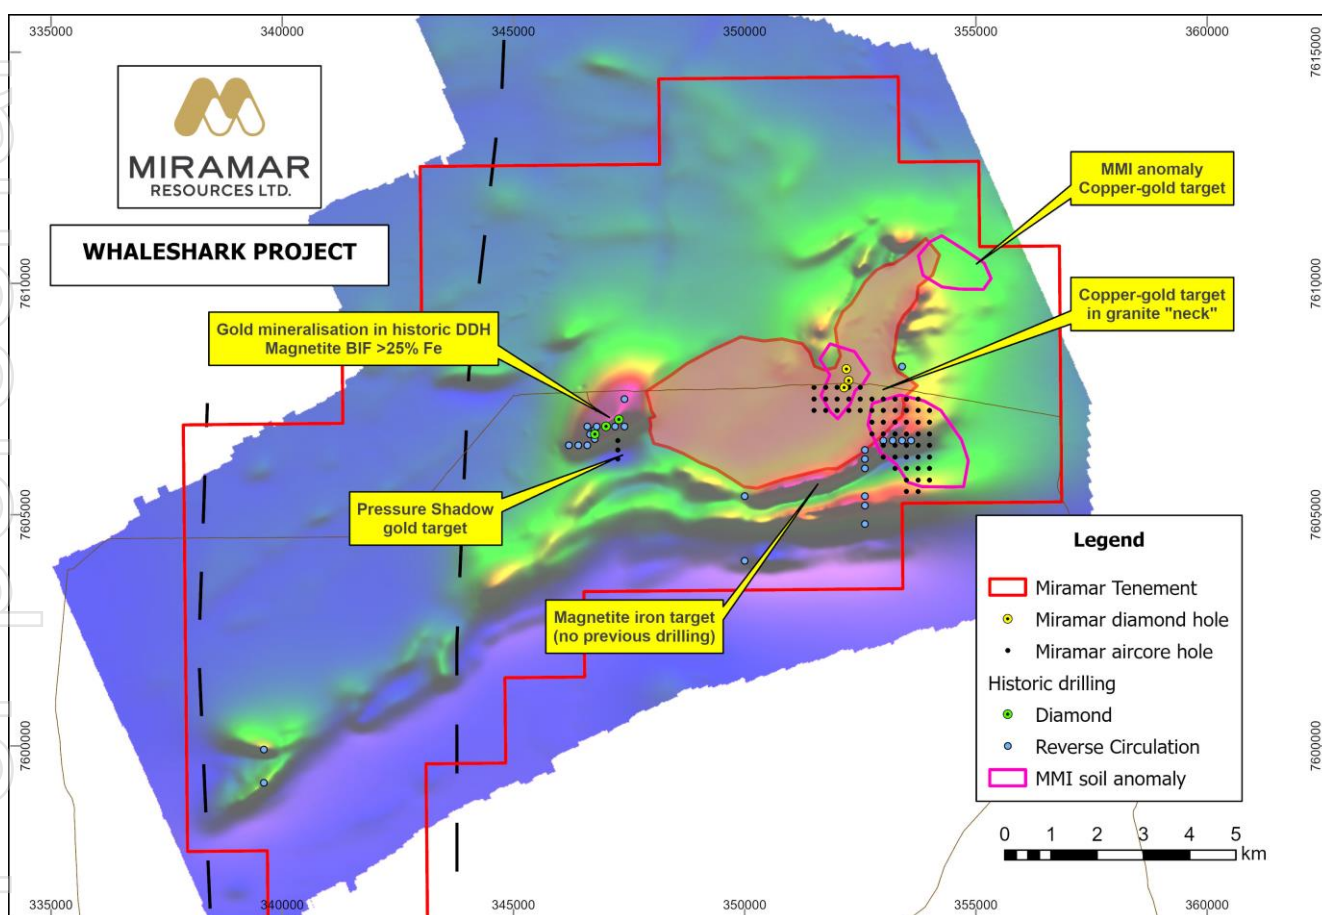 335000
340000
345000
350000
355000
360000
7615000
MIRAMAR
RESOURCES LTD.
WHALESHARK PROJECT
MMI anomaly
Copper-gold target
7610000
7610000
Copper-gold target
in granite "neck"
Gold mineralisation in historic DDH
Magnetite BIF >25% Fe
Pressure Shadow
gold target
7605000
7605000
Magnetite iron target
(no previous drilling)
Legend
Miramar Tenement
Miramar diamond hole
Miramar aircore hole
Historic drilling
Diamond
Reverse Circulation
MMI soil anomaly
7600000
7600000
0 1 2 3 4 5
km
335000
340000
345000
350000
355000
360000